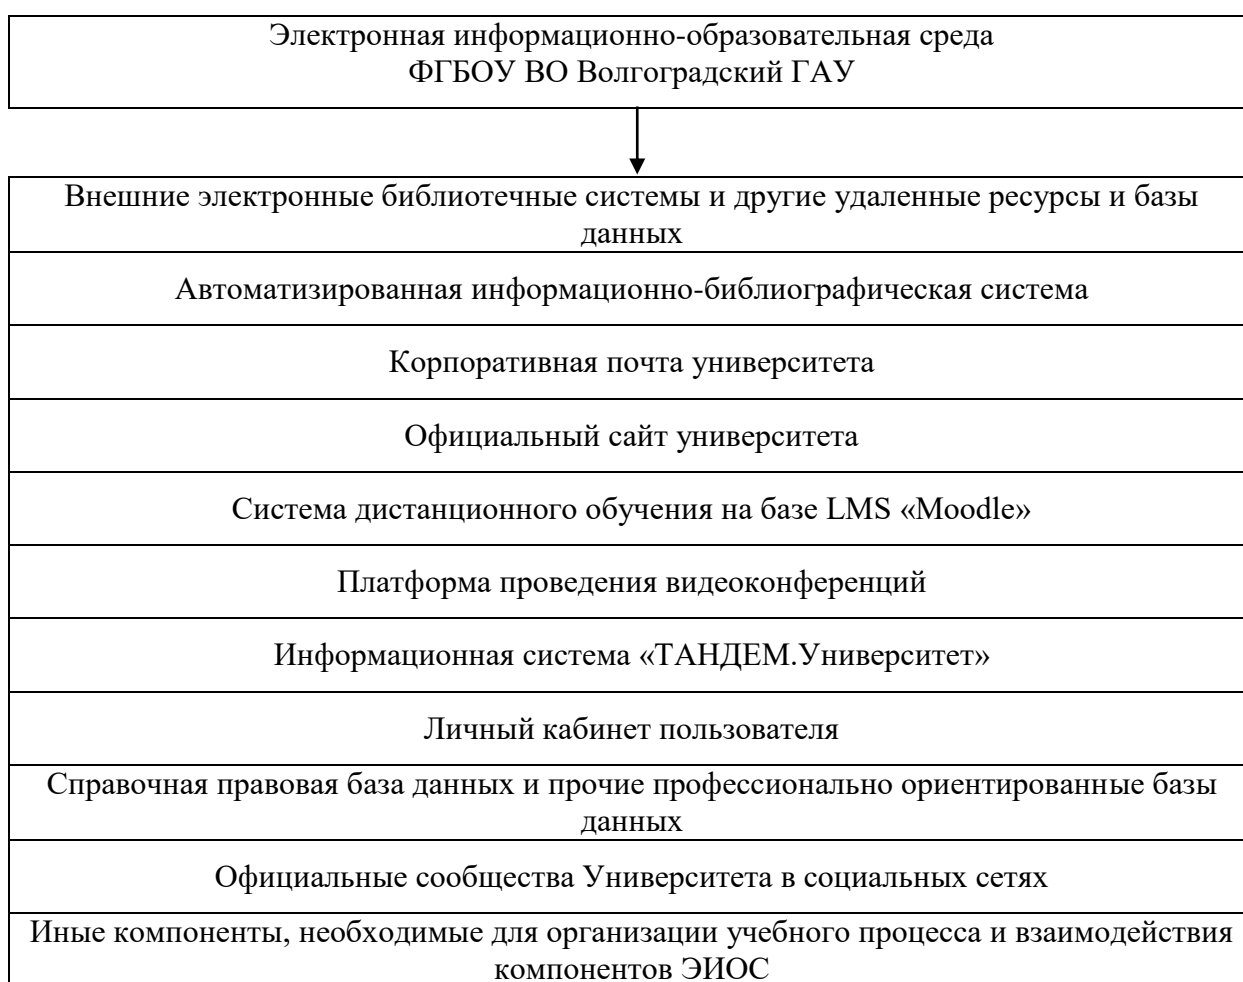 Электронная информационно-образовательная среда
ФГБОУ ВО Волгоградский ГАУ
Внешние электронные библиотечные системы и другие удаленные ресурсы и базы
данных
Автоматизированная информационно-библиографическая система
Корпоративная почта университета
Официальный сайт университета
Система дистанционного обучения на базе LMS «Moodle»
Платформа проведения видеоконференций
Информационная система «ТАНДЕМ.Университет»
Личный кабинет пользователя
Справочная правовая база данных и прочие профессионально ориентированные базы
данных
Официальные сообщества Университета в социальных сетях
Иные компоненты, необходимые для организации учебного процесса и взаимодействия
компонентов ЭИОС